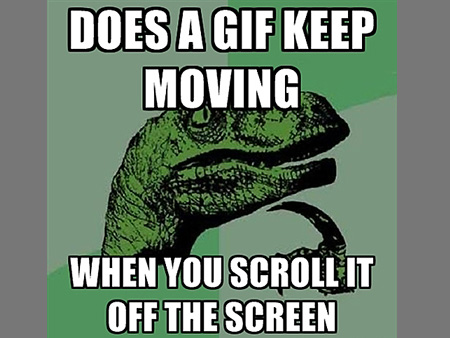 DOES A GIF KEEP
MOVING
WHEN YOU SCROLL IT
OFF THE SCREEN